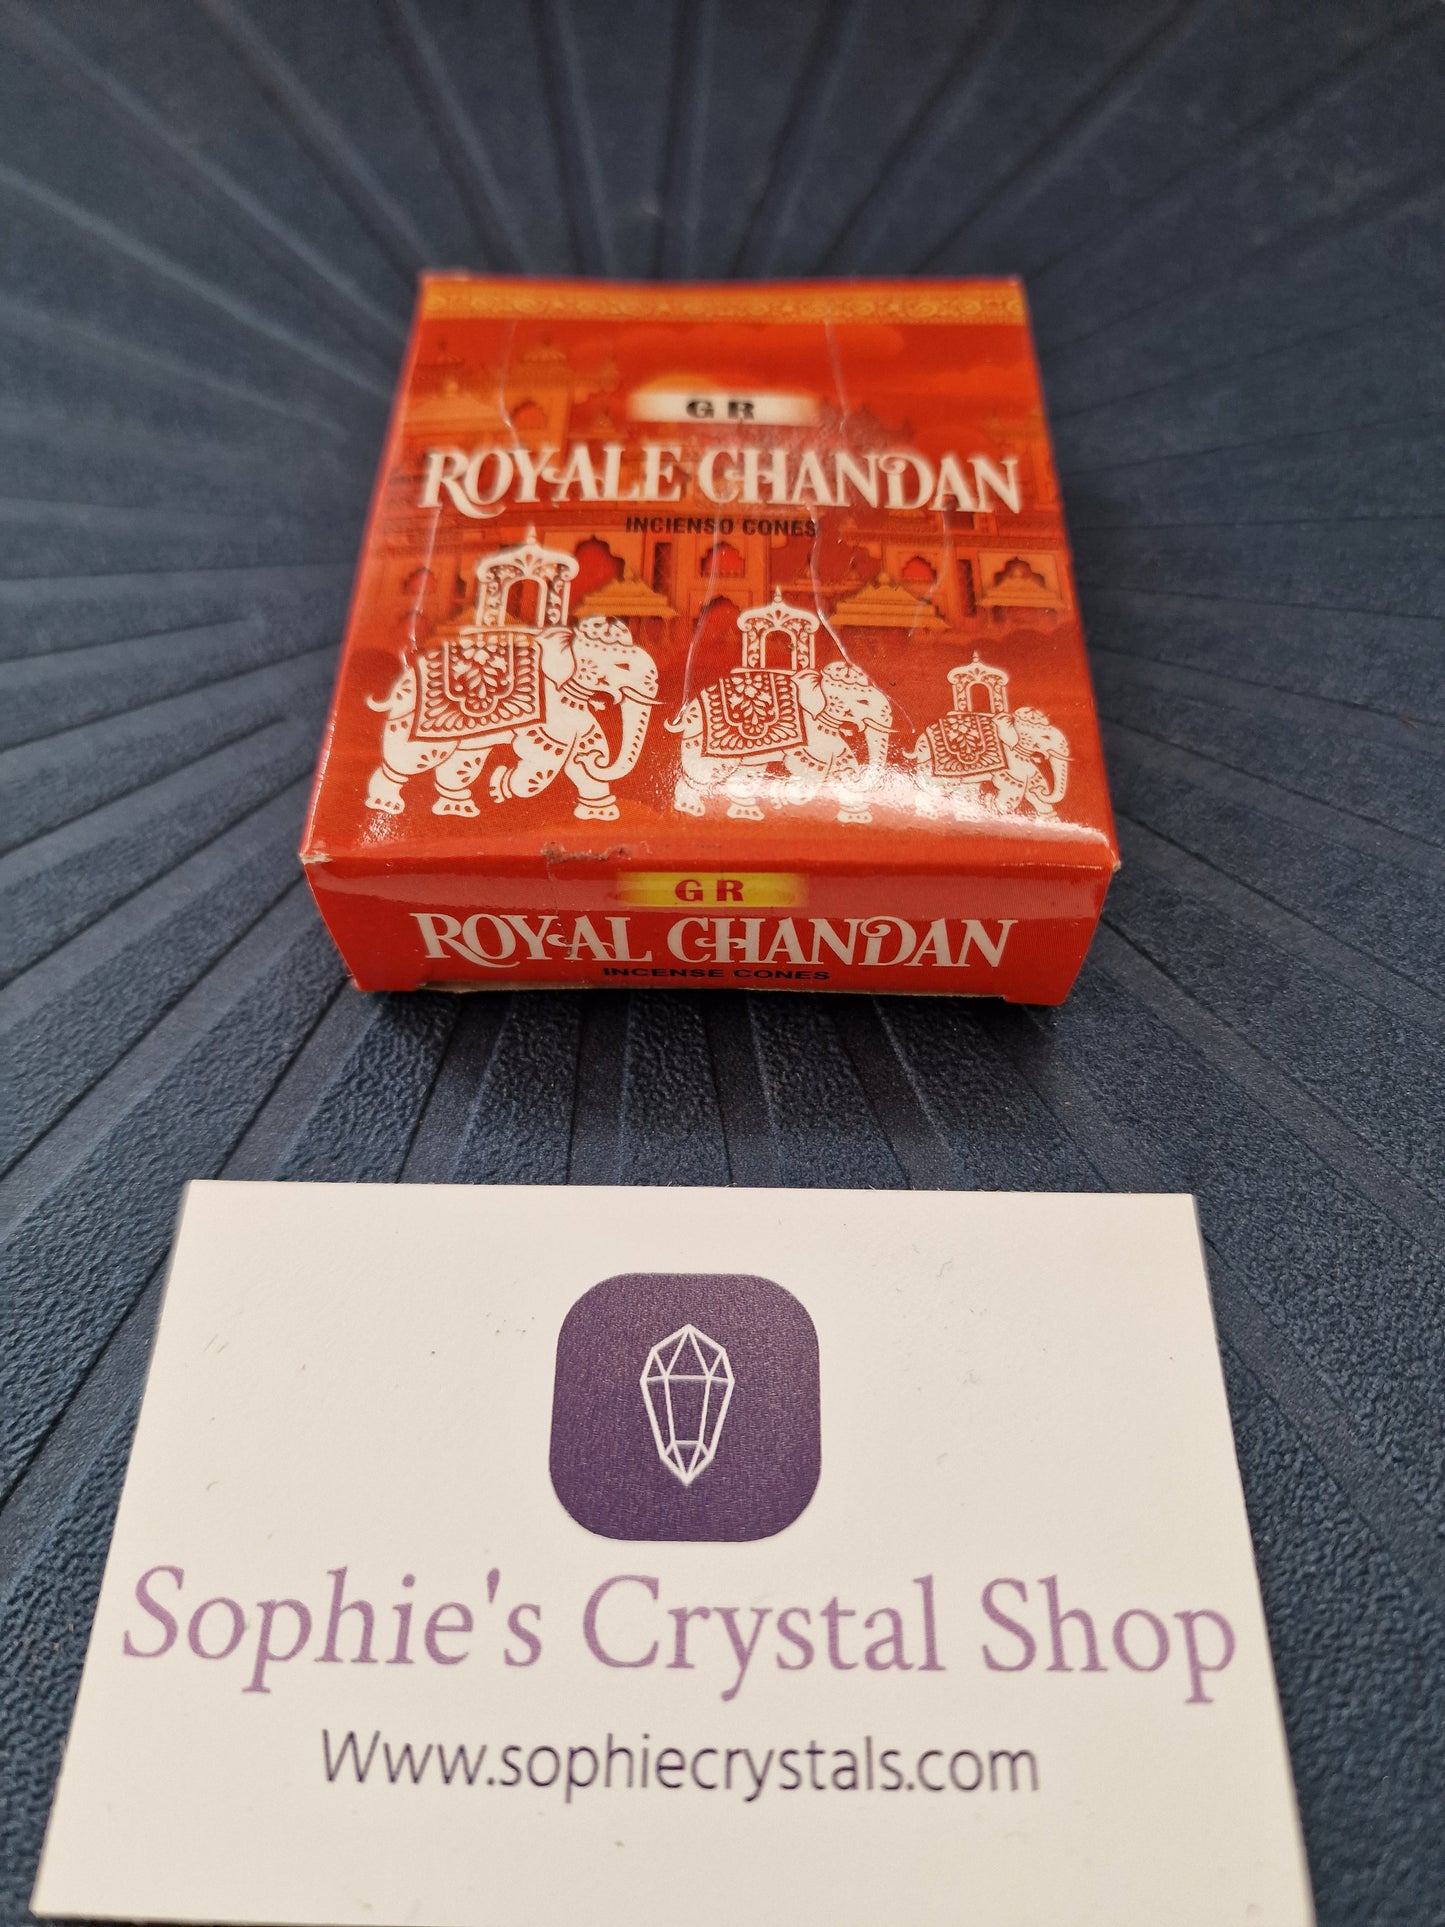 GR
ROYALE CHANDAN
INCIENSO CONES
GR
ROYAL CHANDAN
INCENSE CONES
Sophie's Crystal Shop
Www.sophiecrystals.com